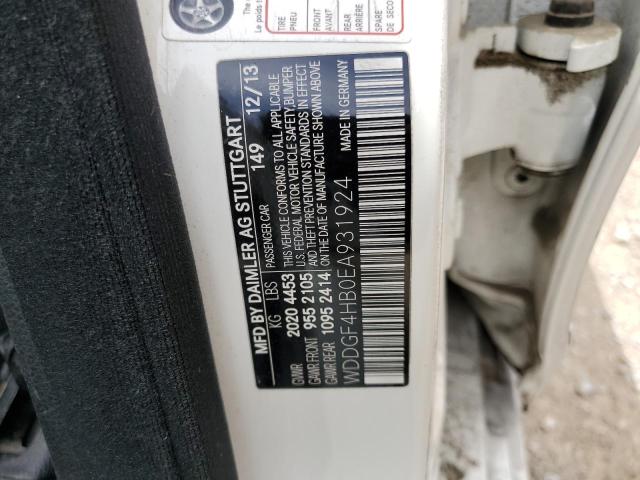 Le poids
TIRE
PNEU
FRONT
AVANT
REAR
ARRIÈRE
SPARE
DE SECO
MFD BY DAIMLER AG STUTTGART
149 12/13
KG LBS PASSENGER CAR
GVWR 2020 4453 THIS VEHICLE CONFORMS TO ALL APPLICABLE
U.S. FEDERAL MOTOR VEHICLE SAFETY, BUMPER
GAWR FRONT 955 2105 AND THEFT PREVENTION STANDARDS IN EFFECT
GAWR REAR 1095 2414 ON THE DATE OF MANUFACTURE SHOWN ABOVE
MADE IN GERMANY
WDDGF4HB0EA931924